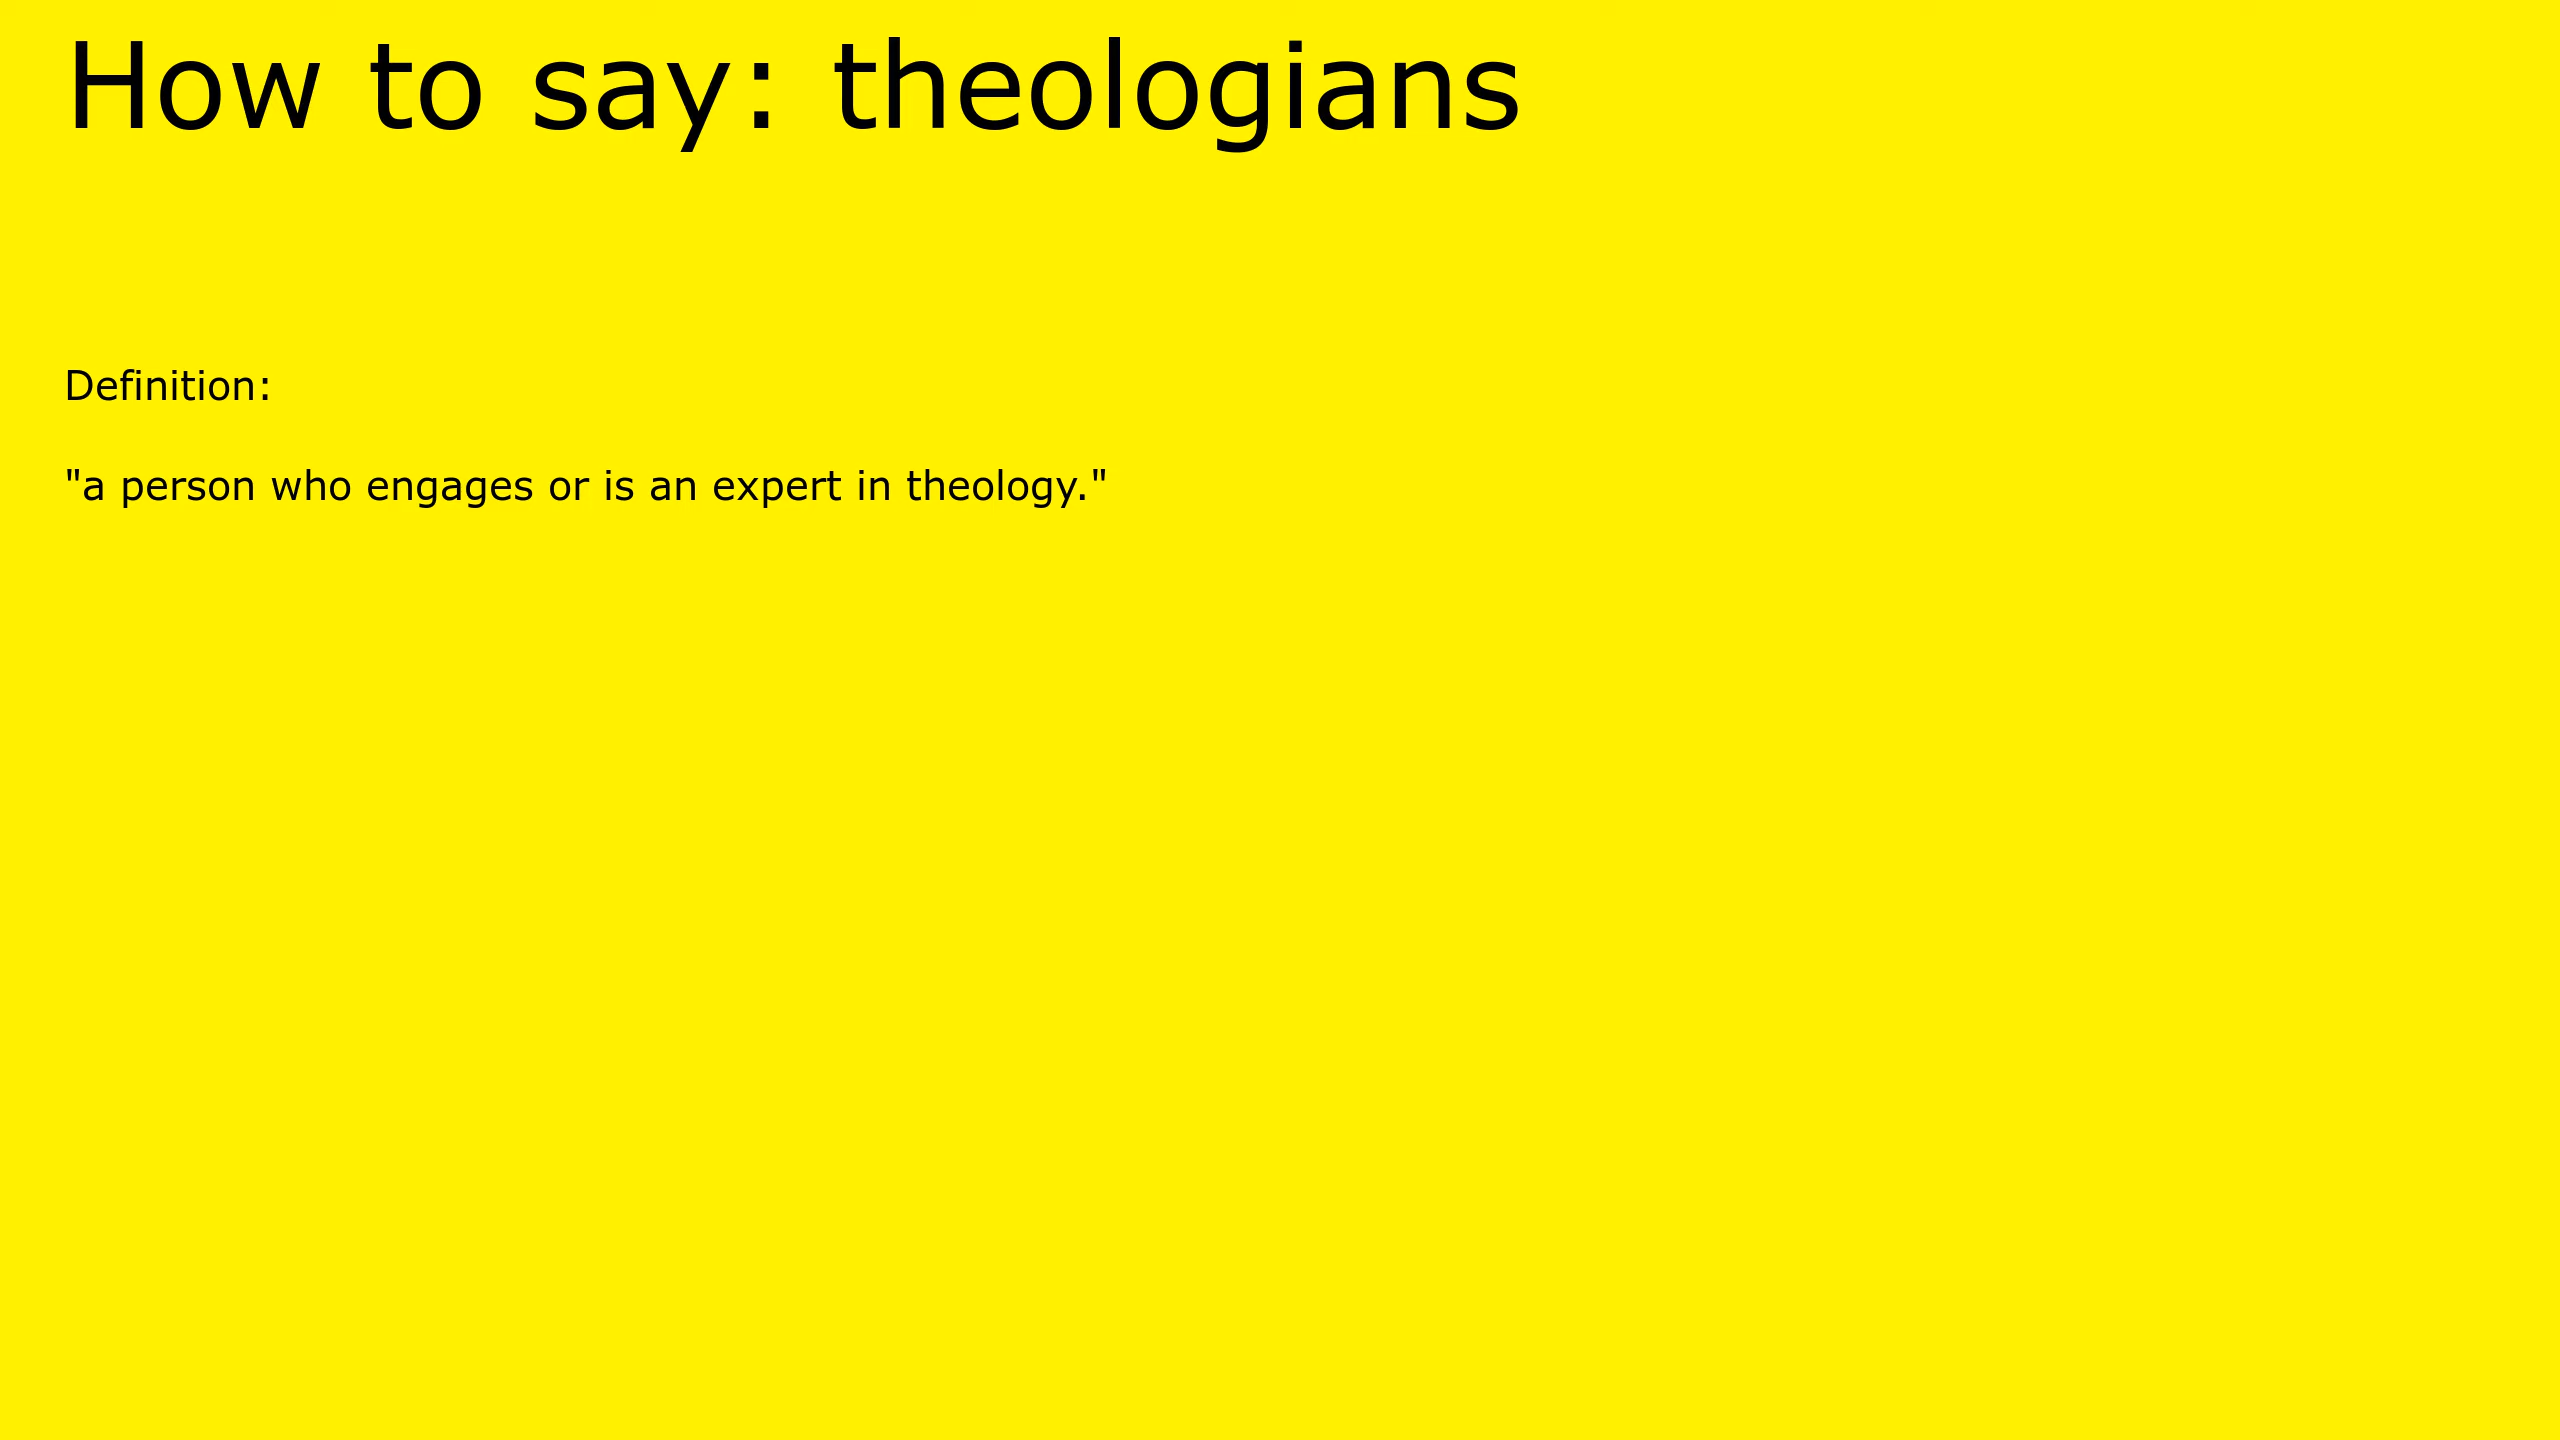 How to say: theologians
Definition:
"a person who engages or is an expert in theology."